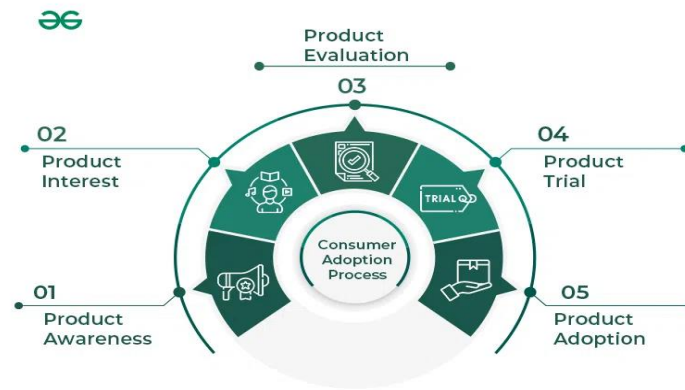 01
Product
Awareness
02
Product
Interest
Product
Evaluation
03
04
Product
Trial
05
Product
Adoption
TRIAL
Consumer
Adoption
Process